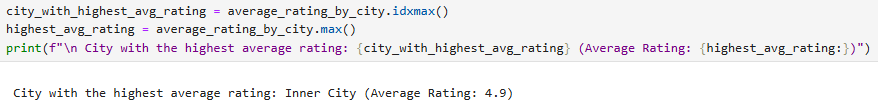 city_with_highest_avg_rating = average_rating_by_city.idxmax()
highest_avg_rating = average_rating_by_city.max()
print(f"\n City with the highest average rating: {city_with_highest_avg_rating} (Average Rating: {highest_avg_rating:})")
City with the highest average rating: Inner City (Average Rating: 4.9)